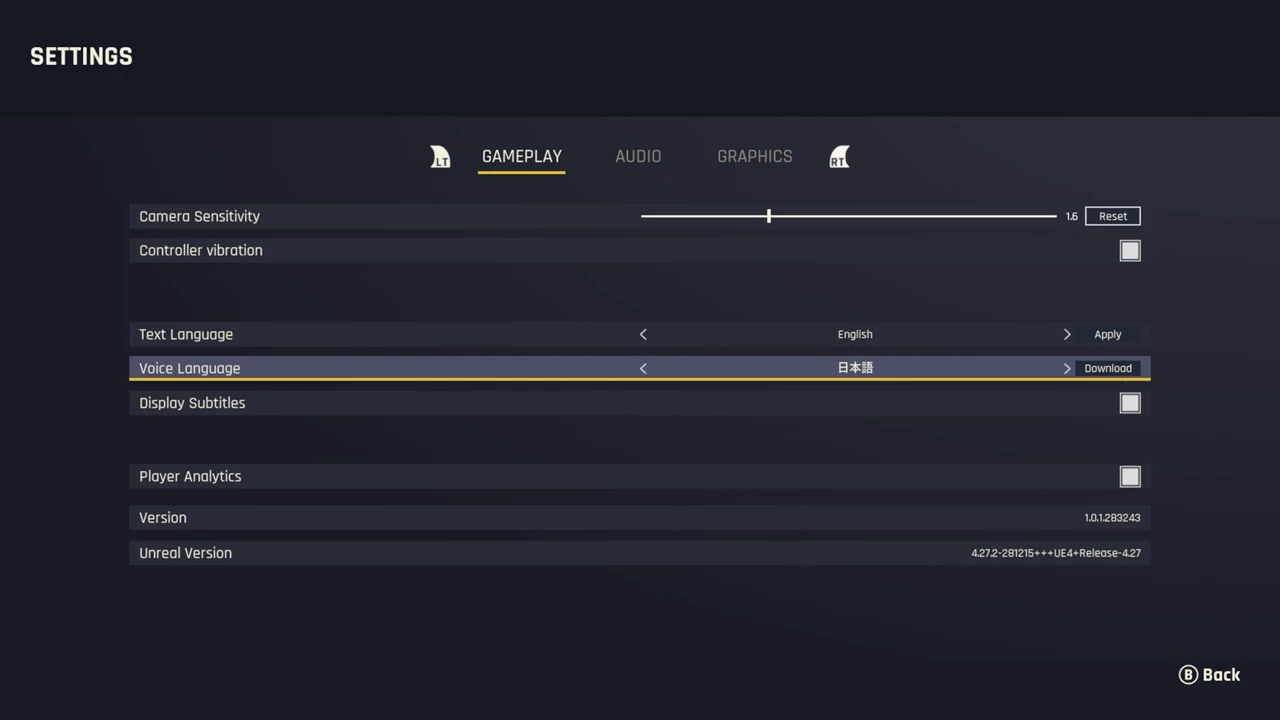 SETTINGS
LT GAMEPLAY AUDIO GRAPHICS RT
Camera Sensitivity 1.6 Reset
Controller vibration
Text Language < English > Apply
Voice Language < 日本語 > Download
Display Subtitles
Player Analytics
Version 1.0.1.283243
Unreal Version 4.27.2-281215+++UE4+Release-4.27
B Back